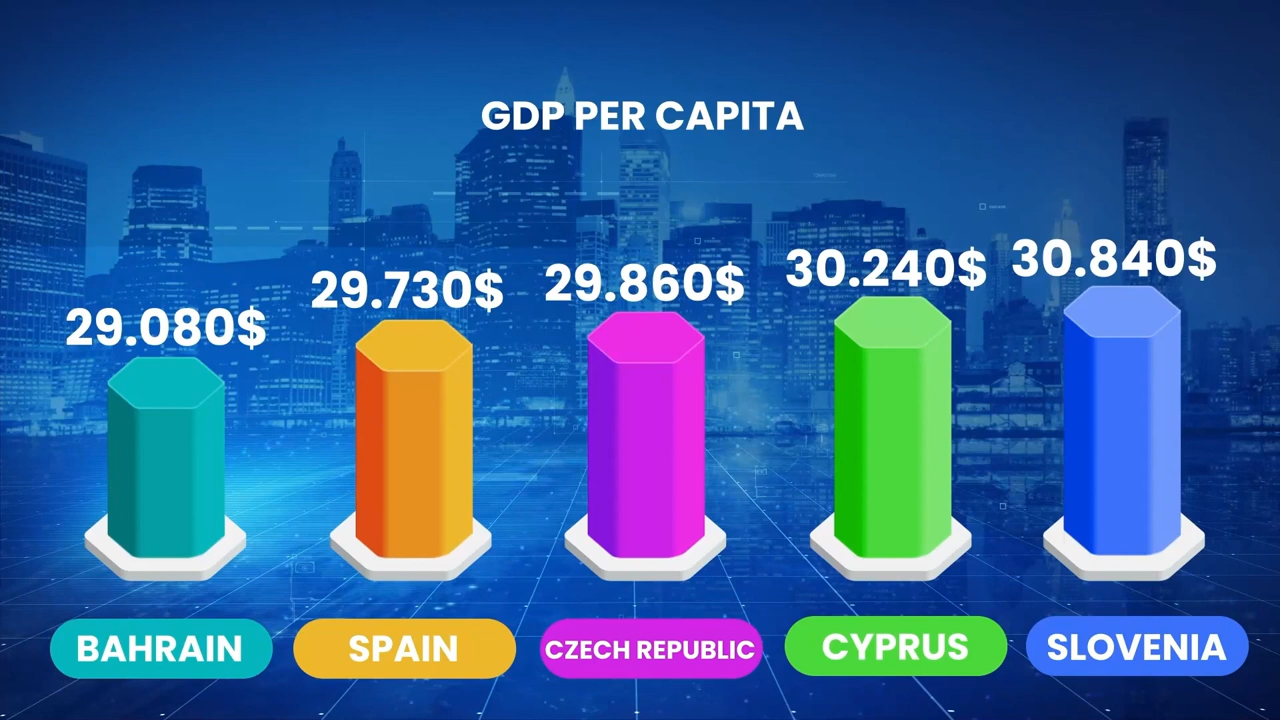 GDP PER CAPITA
29.080$
29.730$
29.860$
30.240$
30.840$
BAHRAIN
SPAIN
CZECH REPUBLIC
CYPRUS
SLOVENIA